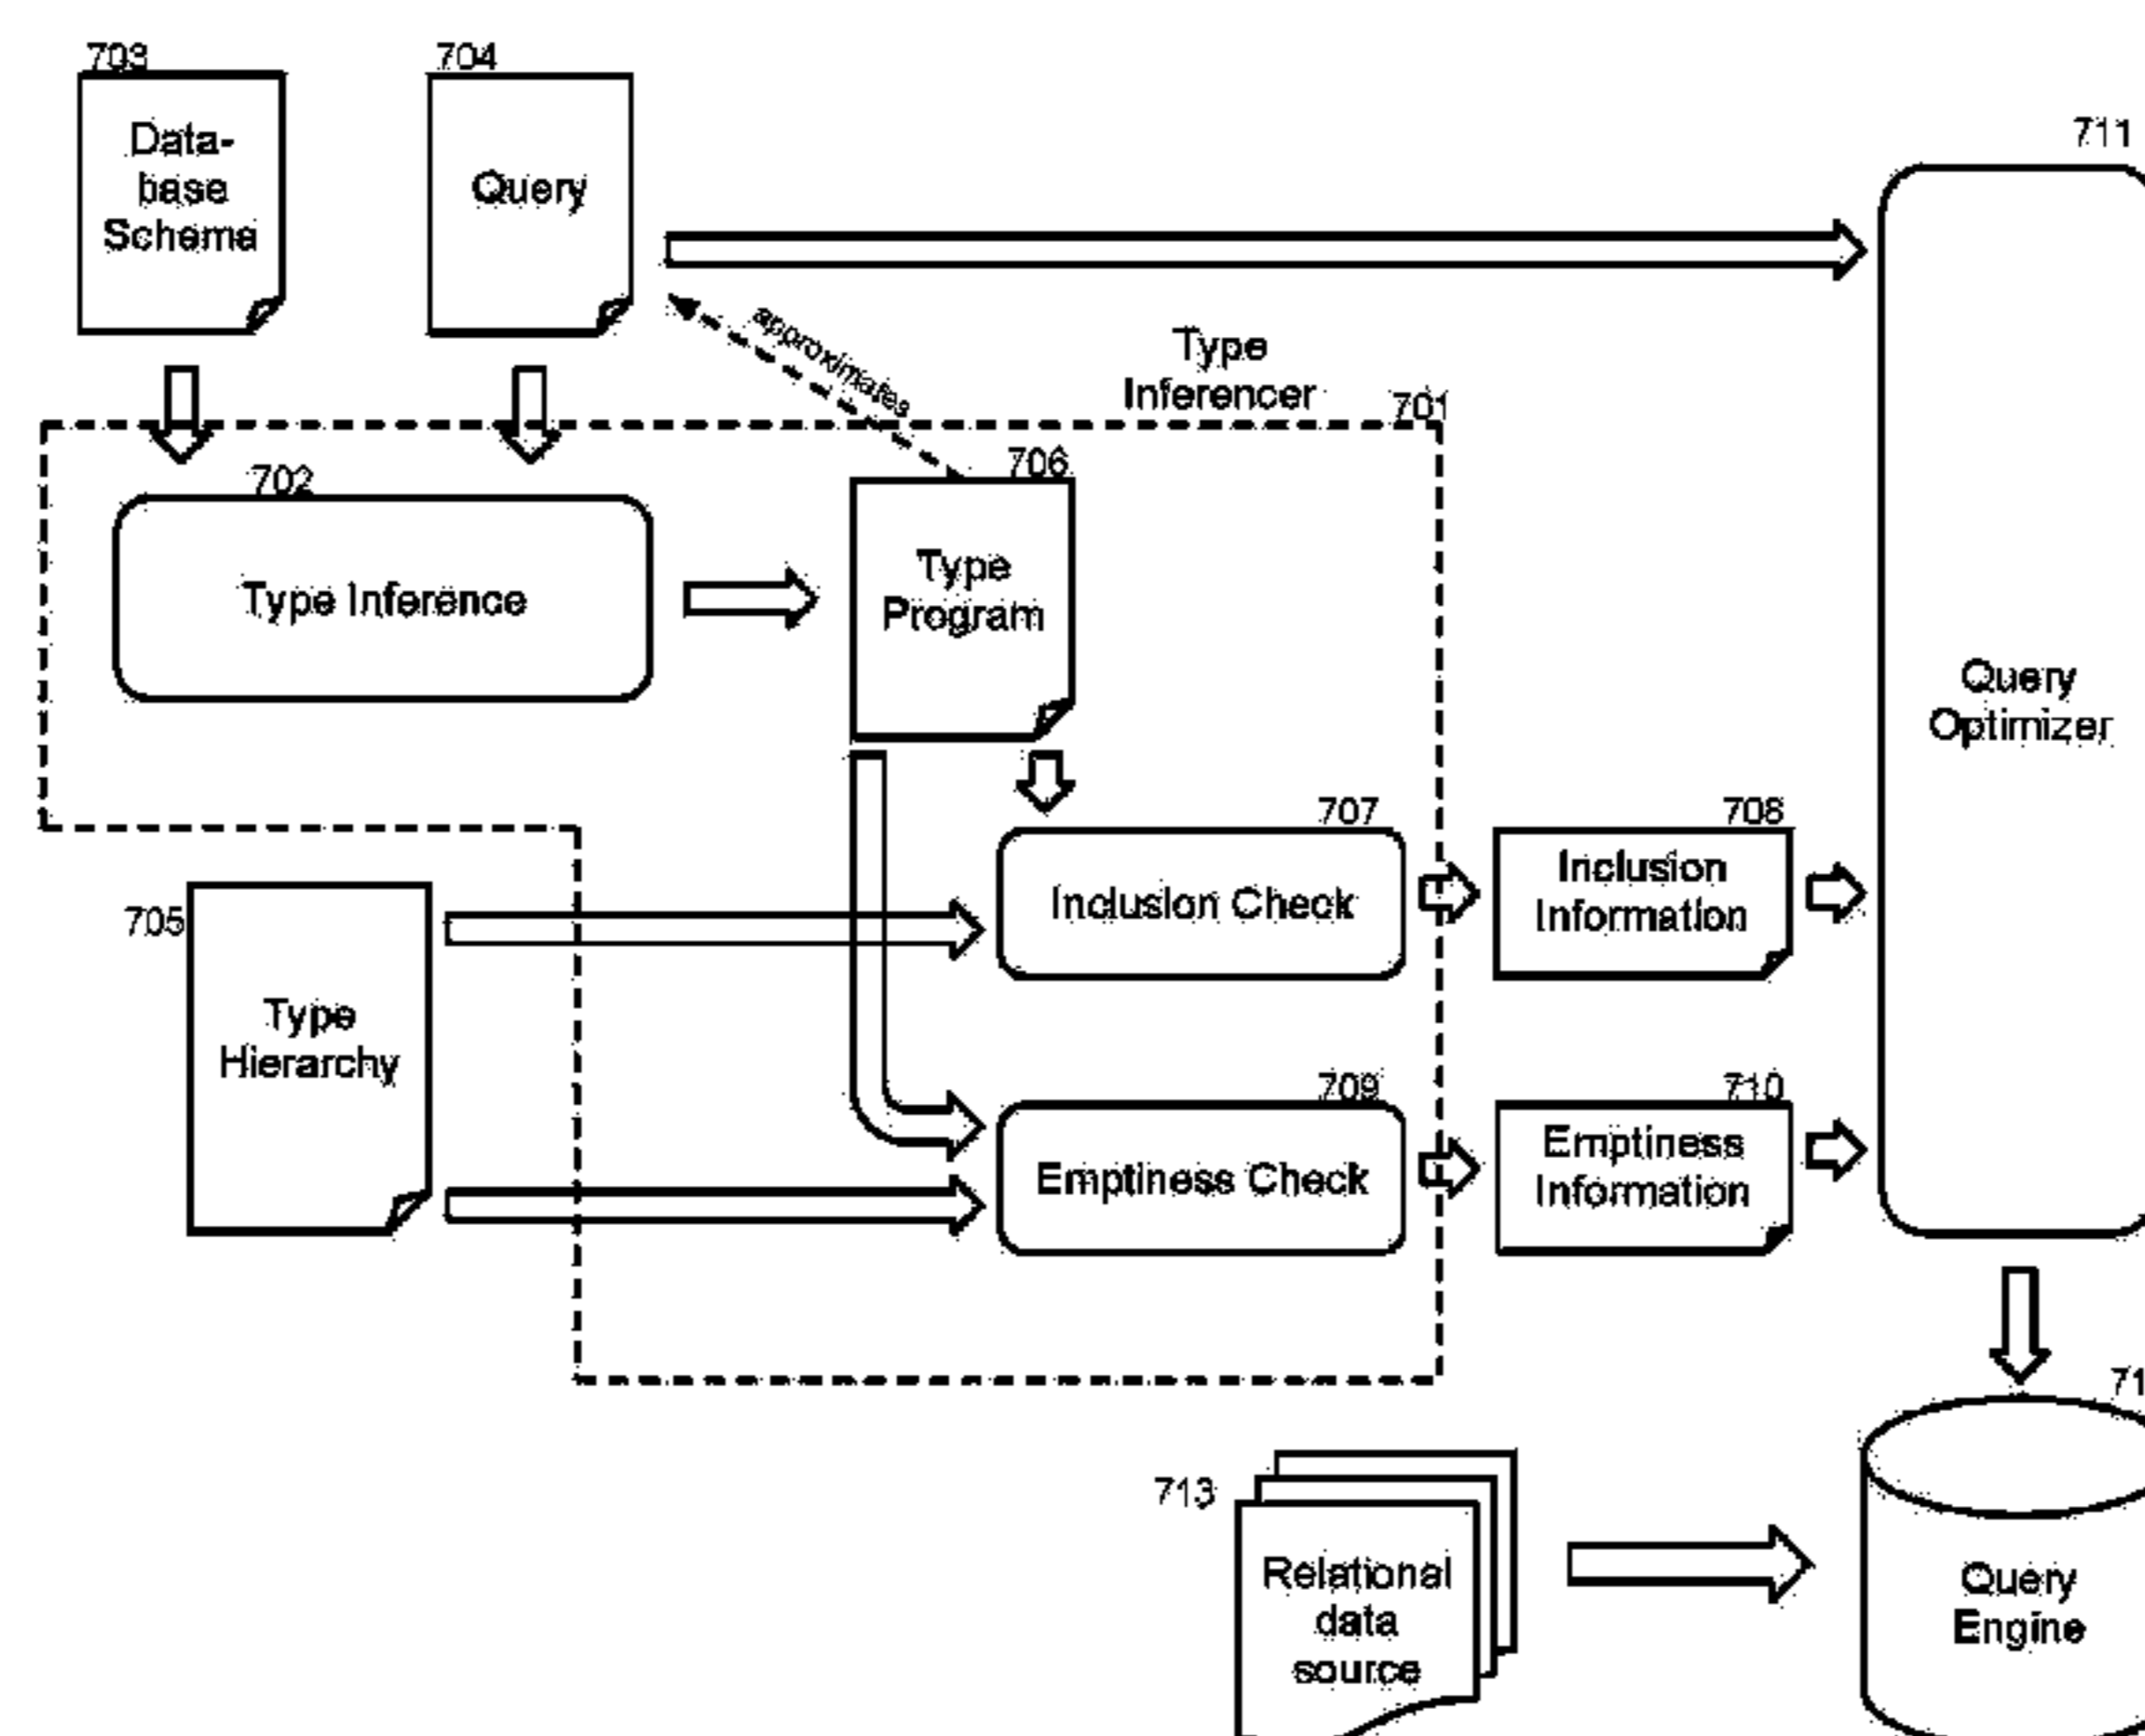 703
704
Data-
base
Schema
Query
711
approximates
Type
Inferencer
701
702
706
Type Inference
Type
Program
Query
Optimizer
707
708
705
Inclusion Check
Inclusion
Information
Type
Hierarchy
709
710
Emptiness Check
Emptiness
Information
71
713
Relational
data
source
Query
Engine